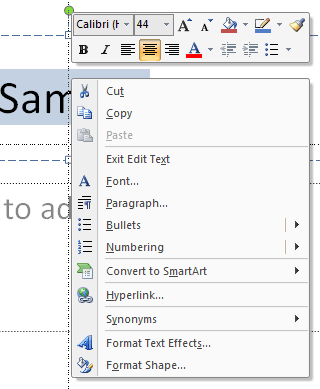 Calibri (H 44 A A
B I A
Sam
Cut
Copy
Paste
Exit Edit Text
to ad
A Font...
Paragraph...
Bullets
Numbering
Convert to SmartArt
Hyperlink...
Synonyms
Format Text Effects...
Format Shape...